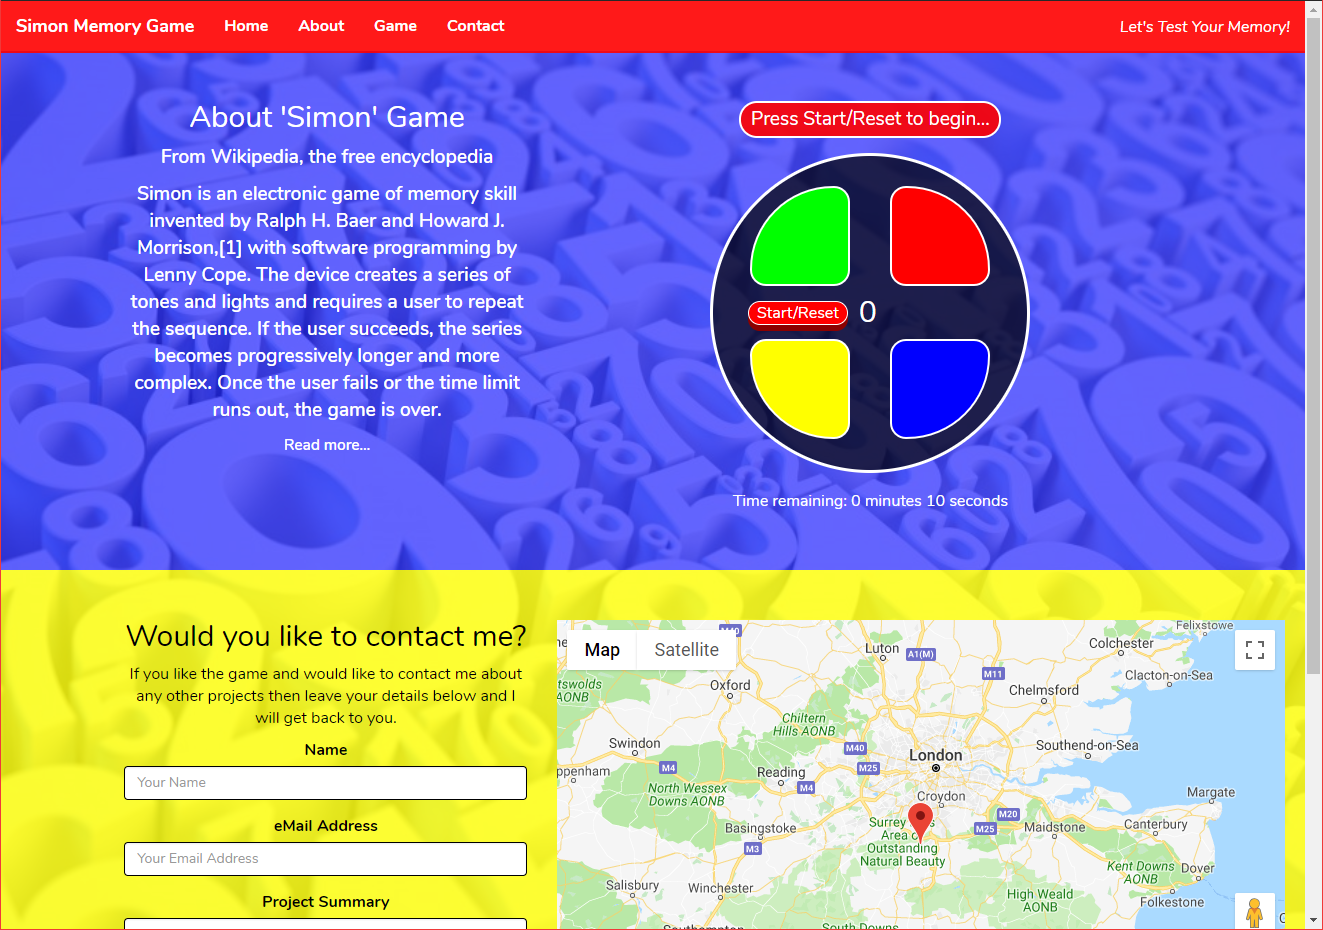 Simon Memory Game Home About Game Contact Let's Test Your Memory!
About 'Simon' Game
From Wikipedia, the free encyclopedia
Simon is an electronic game of memory skill
invented by Ralph H. Baer and Howard J.
Morrison,[1] with software programming by
Lenny Cope. The device creates a series of
tones and lights and requires a user to repeat
the sequence. If the user succeeds, the series
becomes progressively longer and more
complex. Once the user fails or the time limit
runs out, the game is over.
Read more...
Press Start/Reset to begin...
Start/Reset 0
Time remaining: 0 minutes 10 seconds
Would you like to contact me?
If you like the game and would like to contact me about
any other projects then leave your details below and I
will get back to you.
Name
Your Name
eMail Address
Your Email Address
Project Summary
Map Satellite
M40
Felixstowe
Luton
A1(M)
Colchester
M11
Clacton-on-Sea
Oxford
Chelmsford
tswolds
AONB
Chiltern
Hills AONB
Swindon
M40
London
Southend-on-Sea
M4
M25
ppenham
Reading
North Wessex
Downs AONB
M4
Croydon
Margate
Surrey
Area
Outstanding
Natural Beauty
M20
M25
Maidstone
Canterbury
Basingstoke
M3
Kent Downs
AONB
Dover
Salisbury
Winchester
High Weald
AONB
Folkestone
Southampton
South Downs